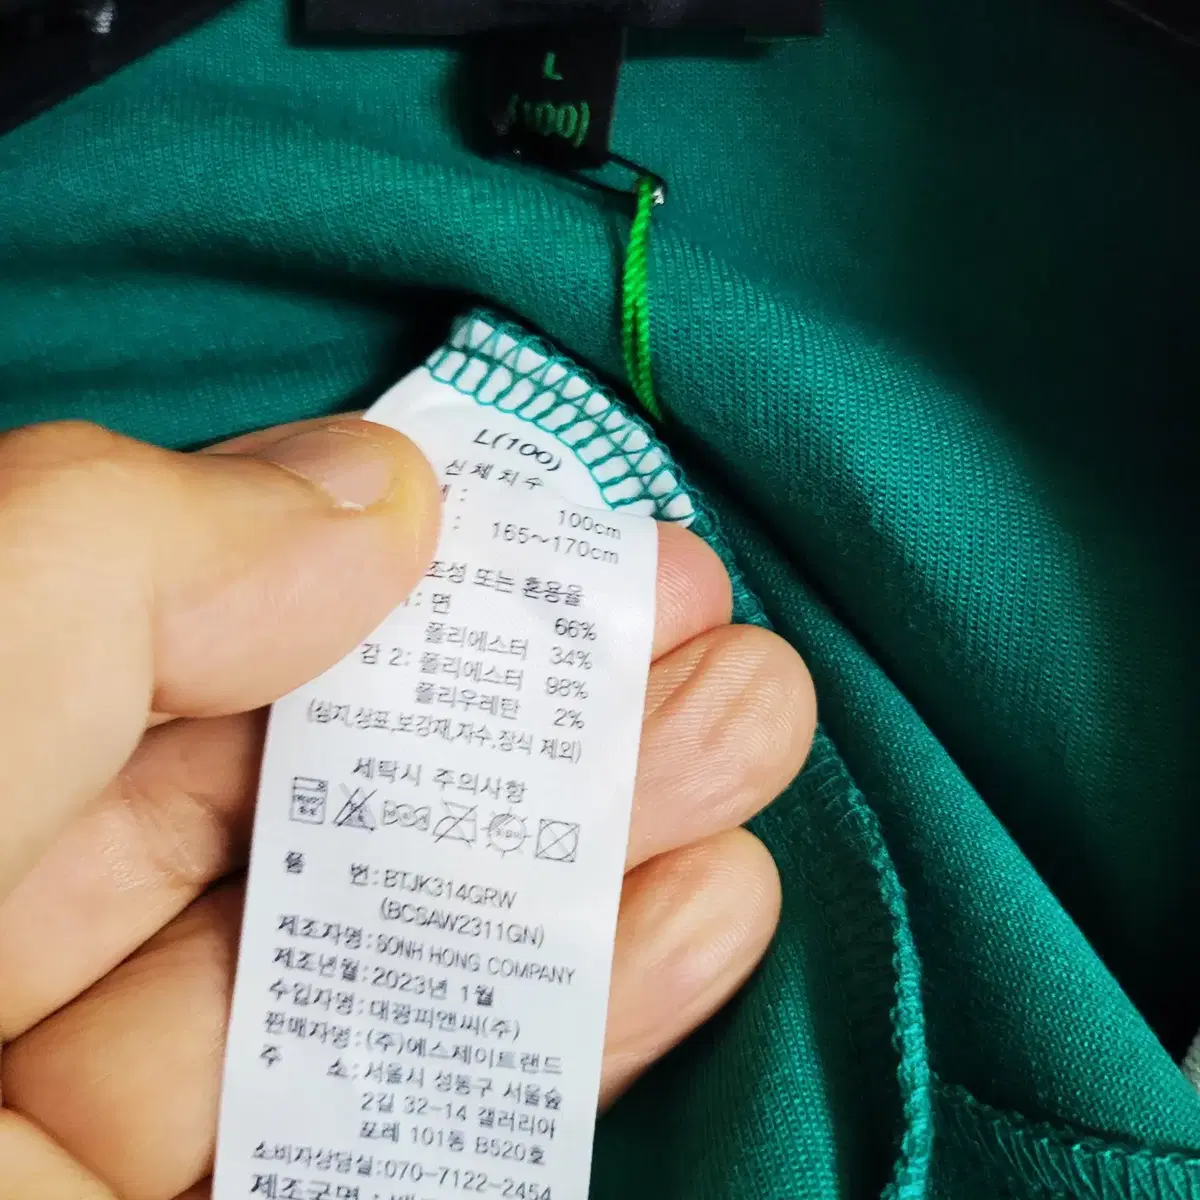 L
(100)
L(100)
신체치수
100cm
165~170cm
조성 또는 혼용율
면 66%
폴리에스터 34%
감 2: 폴리에스터 98%
폴리우레탄 2%
(심지,상표,보강재,자수,장식 제외)
세탁시 주의사항
품 번:BTJK314GRW
(BCSAW2311GN)
제조자명:SONH HONG COMPANY
제조년월:2023년 1월
수입자명:대광피앤씨(주)
판매자명:(주)에스제이트랜드
주 소:서울시 성동구 서울숲
2길 32-14 갤러리아
포레 101동 B520호
소비자상담실:070-7122-2454
제조국명: